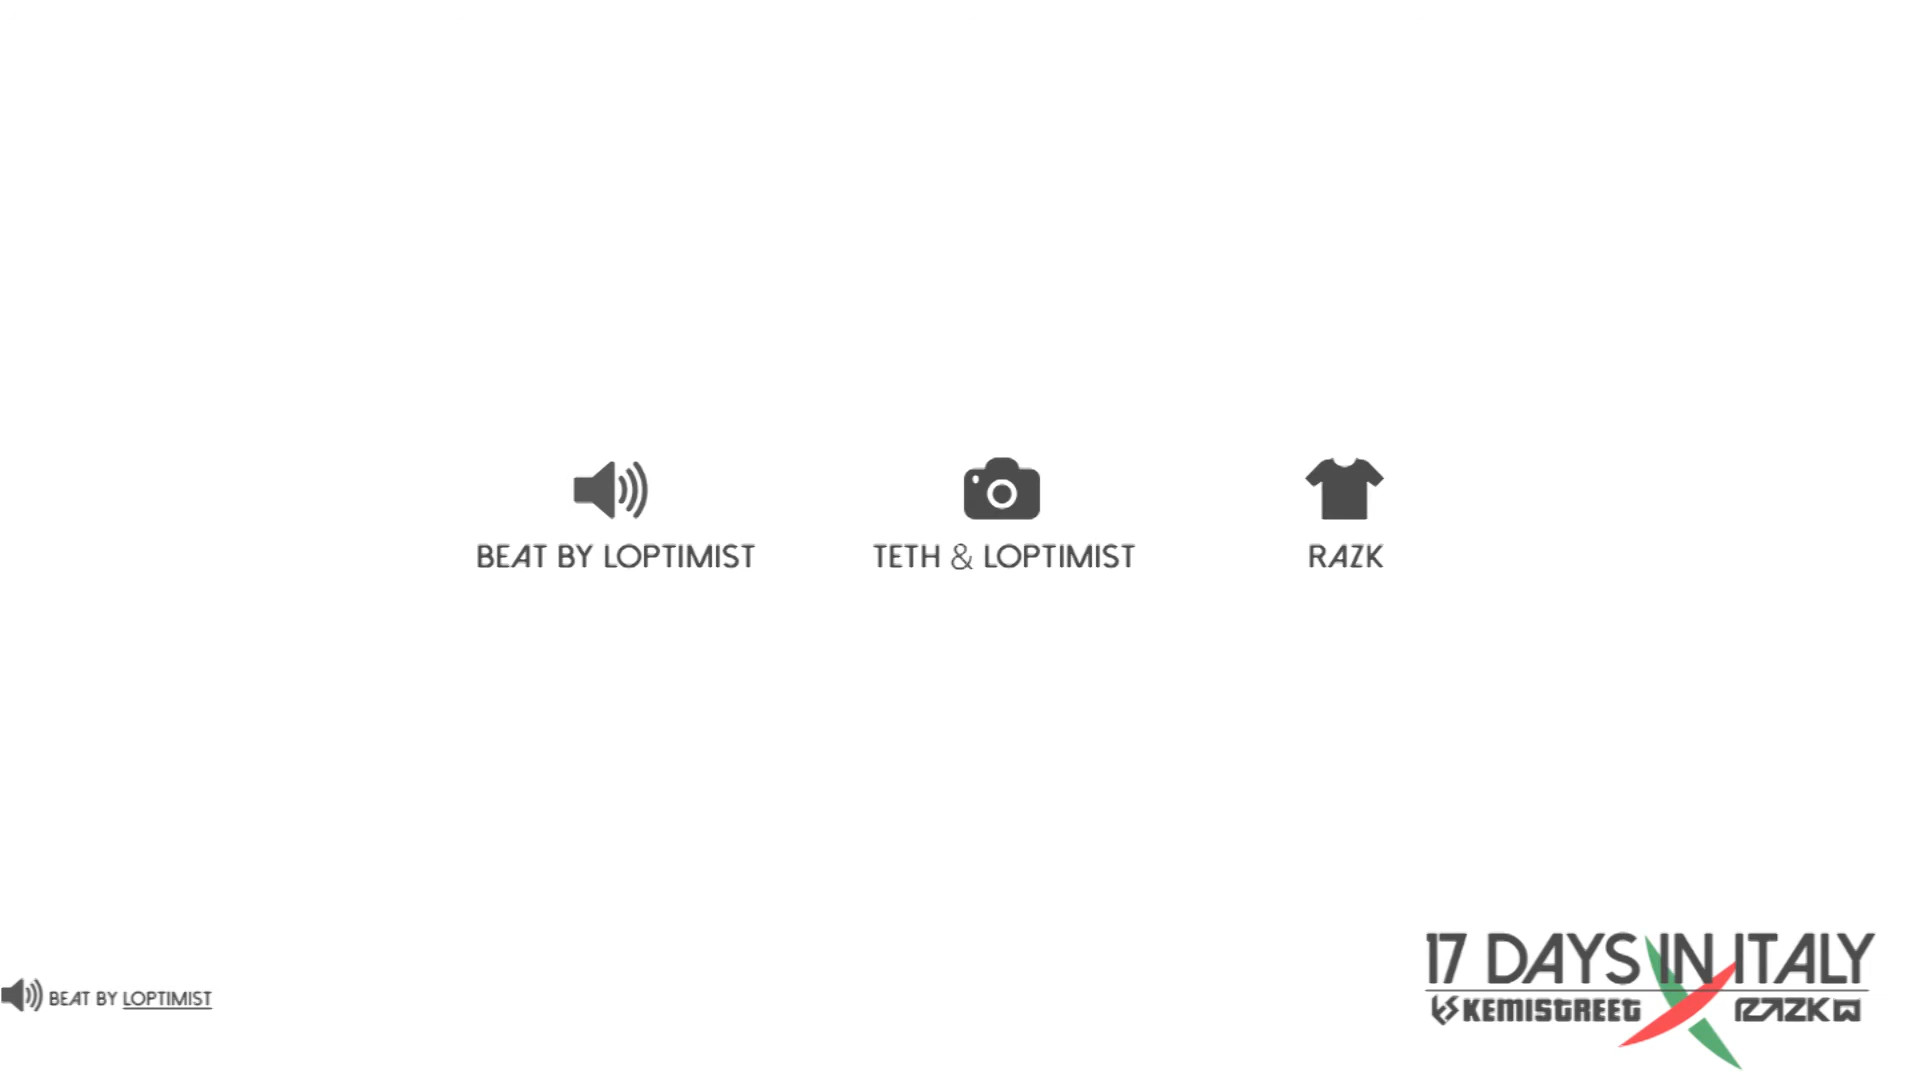 BEAT BY LOPTIMIST
TETH & LOPTIMIST
RAZK
BEAT BY LOPTIMIST
17 DAYS IN ITALY
KEMISTREET
RAZK